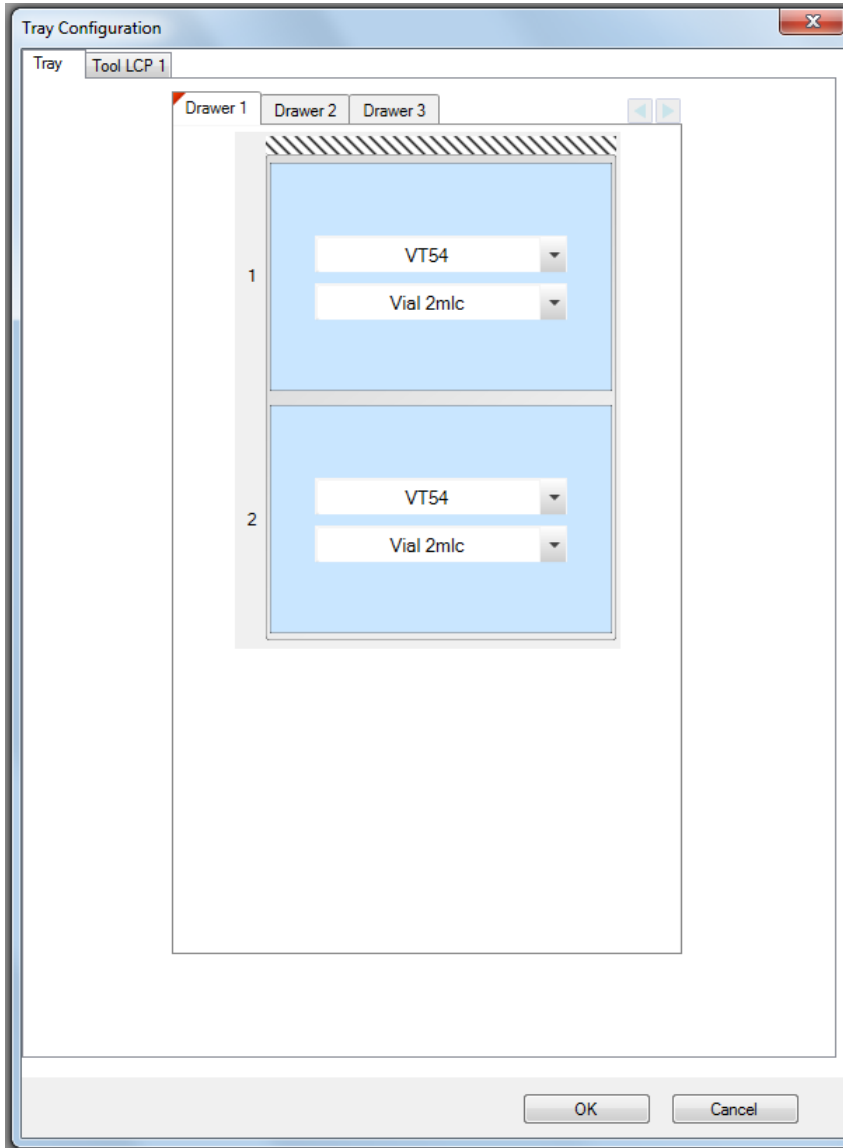 Tray Configuration
Tray Tool LCP 1
Drawer 1 Drawer 2 Drawer 3
VT54
1
Vial 2mlc
VT54
2
Vial 2mlc
OK Cancel